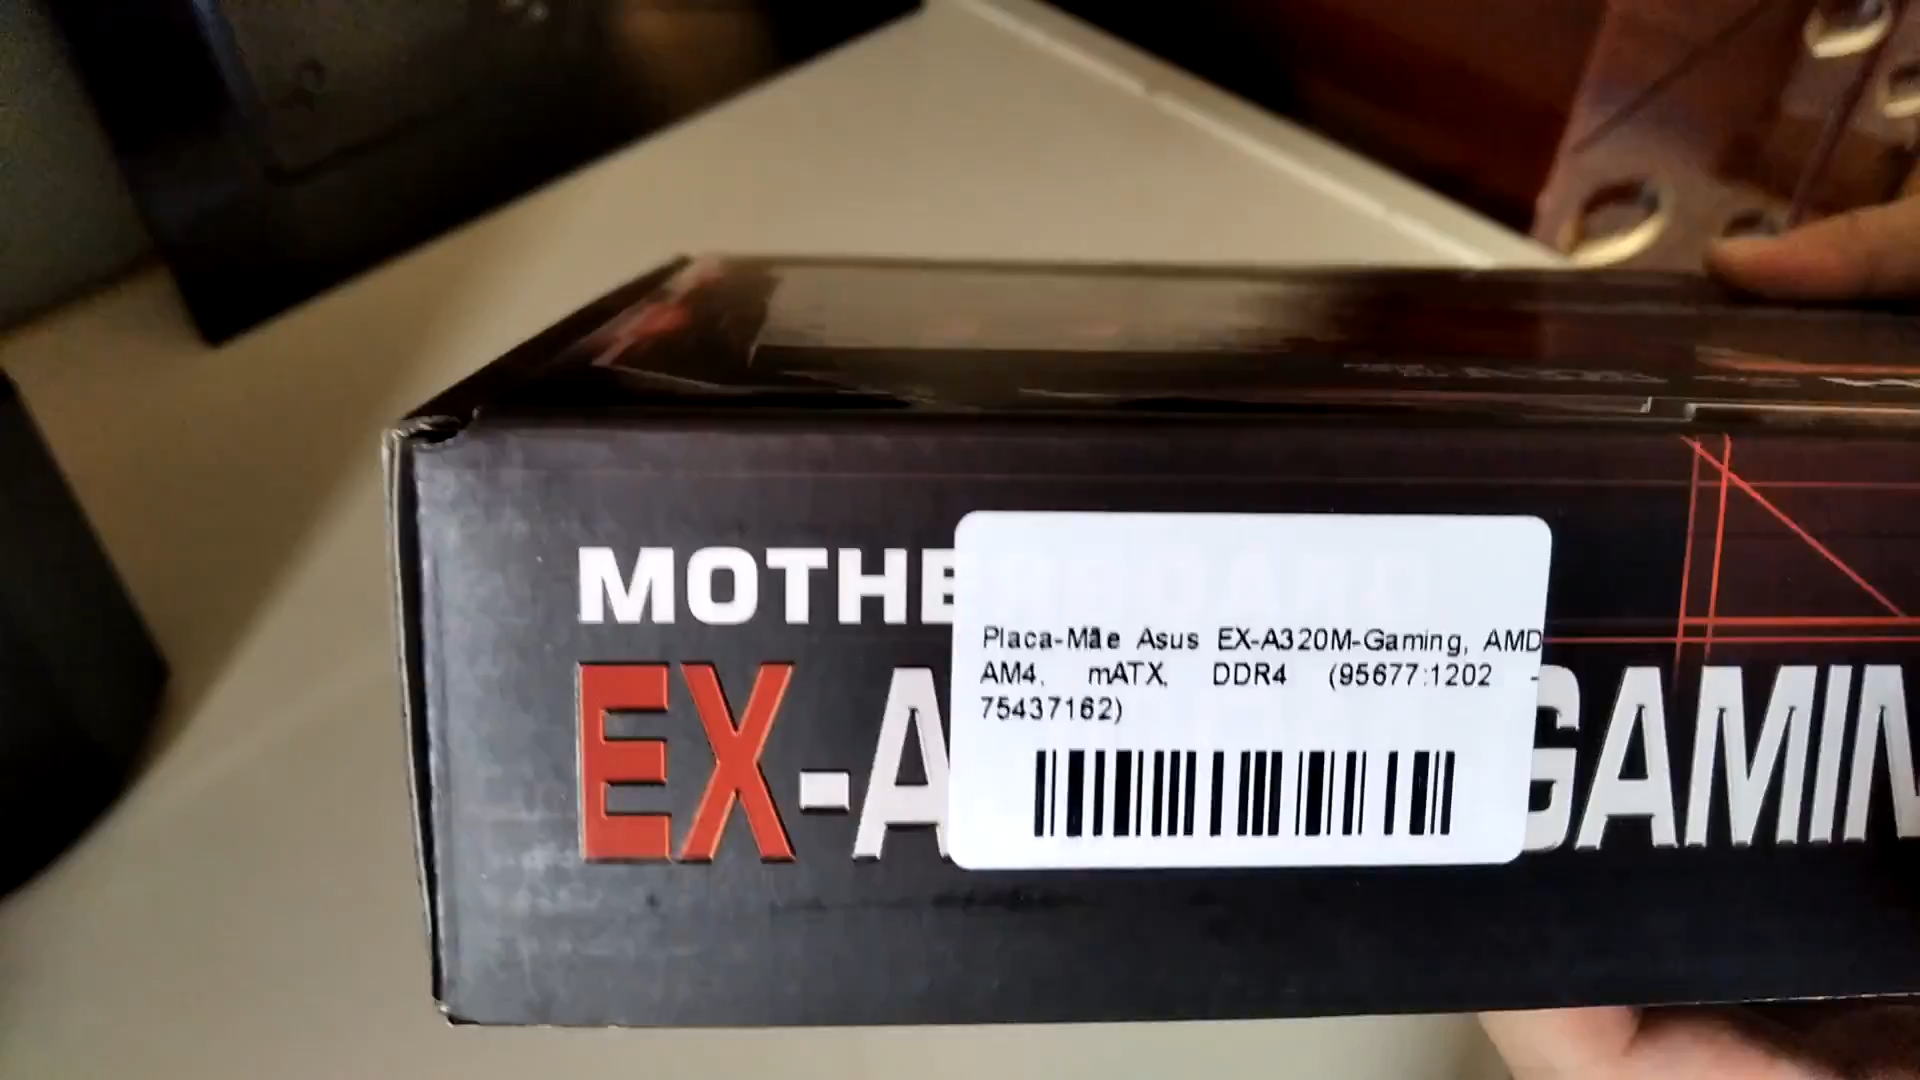 MOTHE
Placa-Mãe Asus EX-A320M-Gaming, AMD
AM4, mATX, DDR4 (95677:1202 -
75437162)
EX-A GAMIN